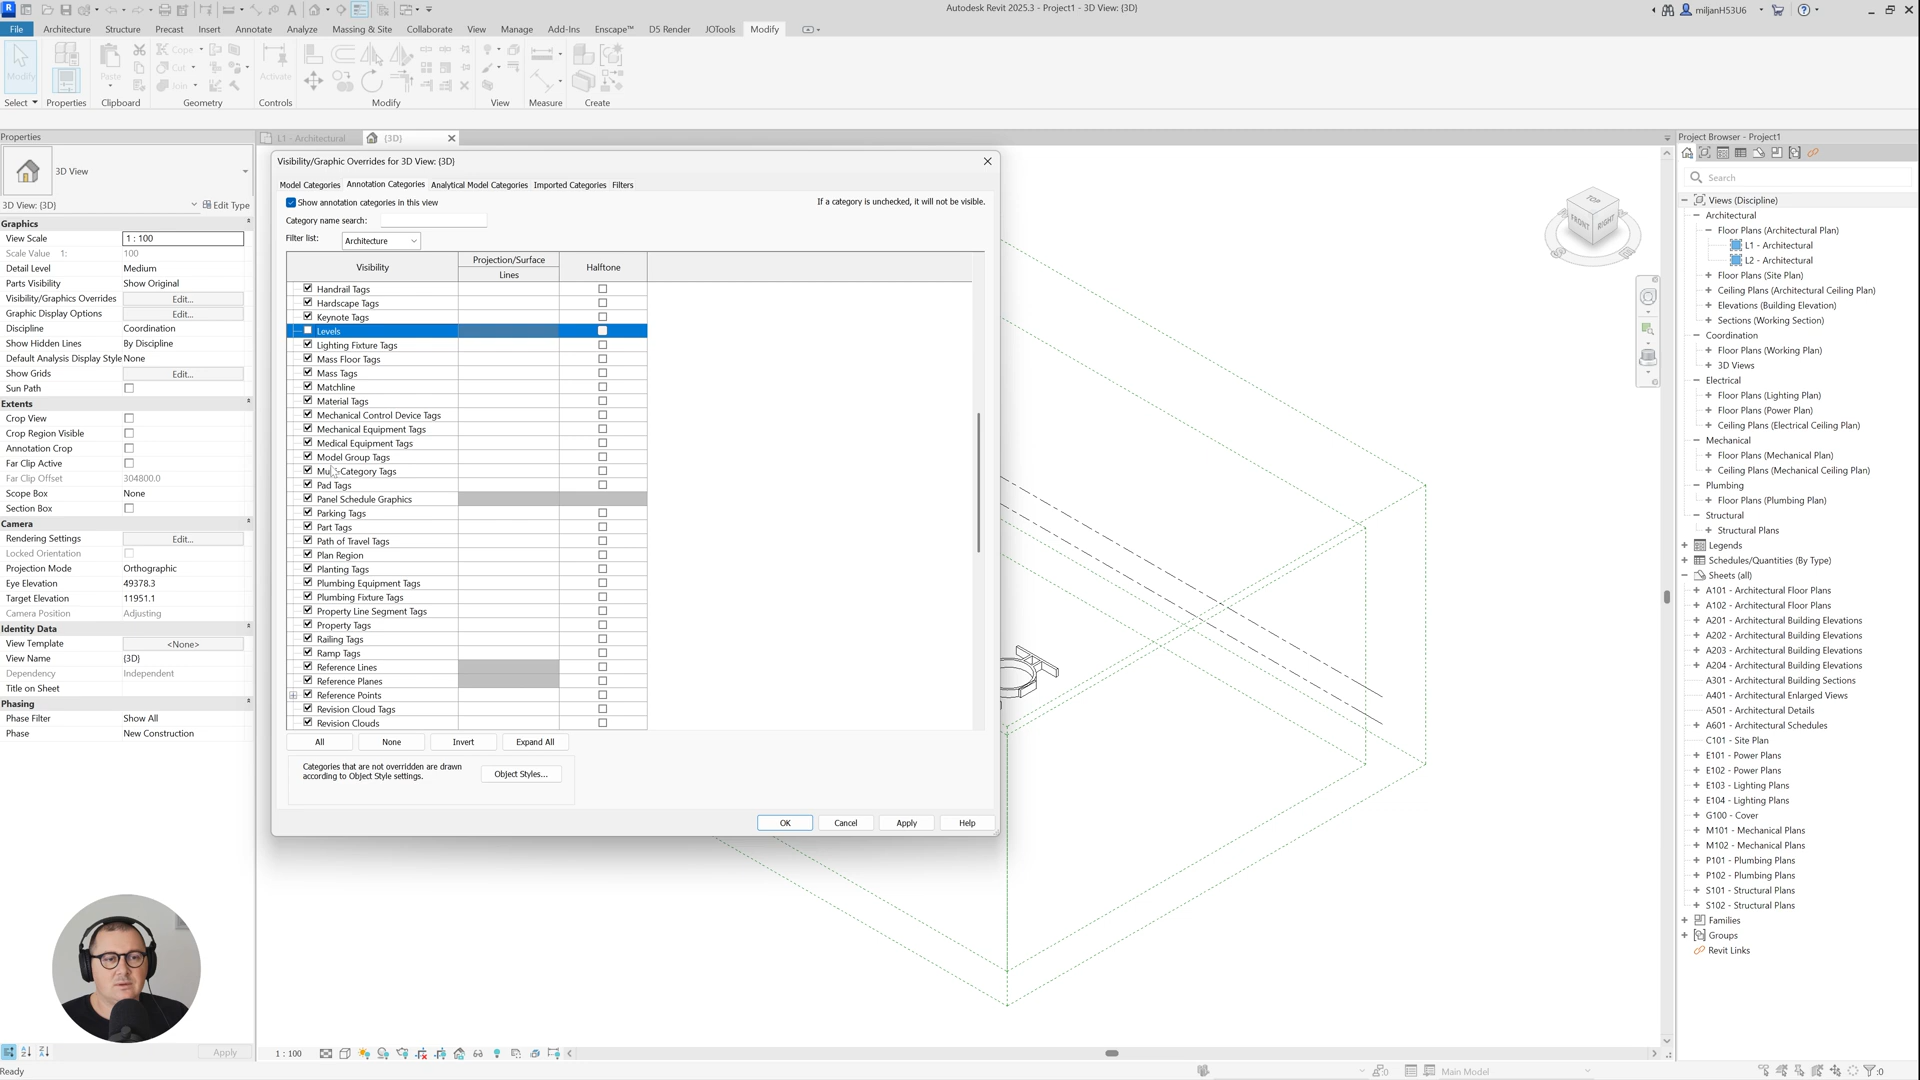 Autodesk Revit 2025.3 - Project1 - 3D View: {3D}
miljanH53U6
File Architecture Structure Precast Insert Annotate Analyze Massing & Site Collaborate View Manage Add-Ins Enscape™ D5 Render JOTools Modify
Modify
Paste
Cope
Cut
Join
Activate
Select Properties Clipboard Geometry Controls Modify View Measure Create
Properties
3D View
3D View: {3D}
Edit Type
Graphics
View Scale 1 : 100
Scale Value 1: 100
Detail Level Medium
Parts Visibility Show Original
Visibility/Graphics Overrides Edit...
Graphic Display Options Edit...
Discipline Coordination
Show Hidden Lines By Discipline
Default Analysis Display Style None
Show Grids Edit...
Sun Path
Extents
Crop View
Crop Region Visible
Annotation Crop
Far Clip Active
Far Clip Offset 304800.0
Scope Box None
Section Box
Camera
Rendering Settings Edit...
Locked Orientation
Projection Mode Orthographic
Eye Elevation 49378.3
Target Elevation 11951.1
Camera Position Adjusting
Identity Data
View Template <None>
View Name {3D}
Dependency Independent
Title on Sheet
Phasing
Phase Filter Show All
Phase New Construction
Apply
Ready
L1 - Architectural
{3D}
Visibility/Graphic Overrides for 3D View: {3D}
Model Categories Annotation Categories Analytical Model Categories Imported Categories Filters
Show annotation categories in this view
If a category is unchecked, it will not be visible.
Category name search:
Filter list: Architecture
Visibility
Projection/Surface
Lines
Halftone
Handrail Tags
Hardscape Tags
Keynote Tags
Levels
Lighting Fixture Tags
Mass Floor Tags
Mass Tags
Matchline
Material Tags
Mechanical Control Device Tags
Mechanical Equipment Tags
Medical Equipment Tags
Model Group Tags
Category Tags
Pad Tags
Panel Schedule Graphics
Parking Tags
Part Tags
Path of Travel Tags
Plan Region
Planting Tags
Plumbing Equipment Tags
Plumbing Fixture Tags
Property Line Segment Tags
Property Tags
Railing Tags
Ramp Tags
Reference Lines
Reference Planes
Reference Points
Revision Cloud Tags
Revision Clouds
All None Invert Expand All
Categories that are not overridden are drawn
according to Object Style settings.
Object Styles...
OK Cancel Apply Help
TOP
FRONT
RIGHT
1 : 100
Main Model
:0
:0
Project Browser - Project1
Search
Views (Discipline)
Architectural
Floor Plans (Architectural Plan)
L1 - Architectural
L2 - Architectural
Floor Plans (Site Plan)
Ceiling Plans (Architectural Ceiling Plan)
Elevations (Building Elevation)
Sections (Working Section)
Coordination
Floor Plans (Working Plan)
3D Views
Electrical
Floor Plans (Lighting Plan)
Floor Plans (Power Plan)
Ceiling Plans (Electrical Ceiling Plan)
Mechanical
Floor Plans (Mechanical Plan)
Ceiling Plans (Mechanical Ceiling Plan)
Plumbing
Floor Plans (Plumbing Plan)
Structural
Structural Plans
Legends
Schedules/Quantities (By Type)
Sheets (all)
A101 - Architectural Floor Plans
A102 - Architectural Floor Plans
A201 - Architectural Building Elevations
A202 - Architectural Building Elevations
A203 - Architectural Building Elevations
A204 - Architectural Building Elevations
A301 - Architectural Building Sections
A401 - Architectural Enlarged Views
A501 - Architectural Details
A601 - Architectural Schedules
C101 - Site Plan
E101 - Power Plans
E102 - Power Plans
E103 - Lighting Plans
E104 - Lighting Plans
G100 - Cover
M101 - Mechanical Plans
M102 - Mechanical Plans
P101 - Plumbing Plans
P102 - Plumbing Plans
S101 - Structural Plans
S102 - Structural Plans
Families
Groups
Revit Links